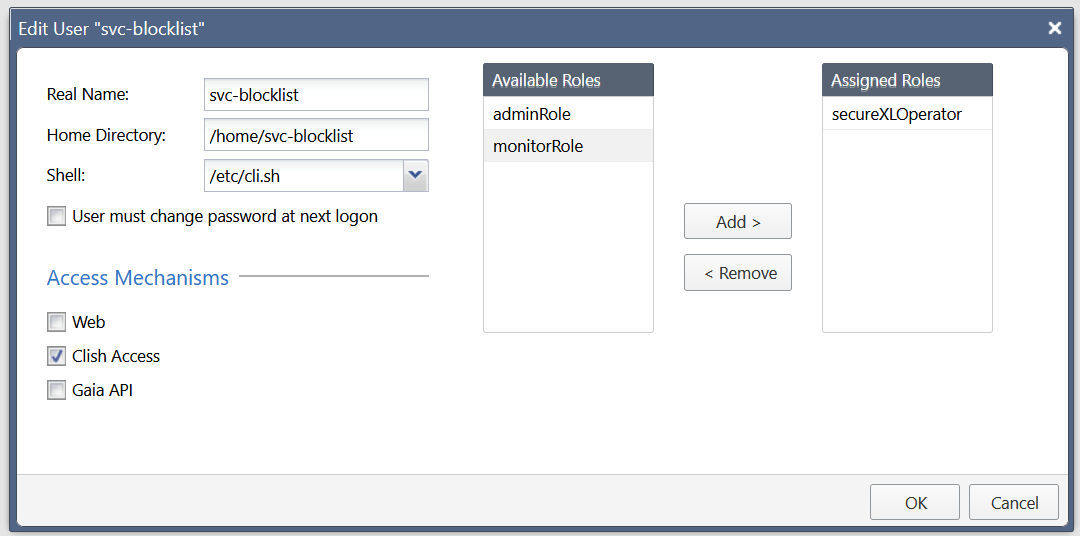 Edit User "svc-blocklist"
Real Name:
svc-blocklist
Home Directory:
/home/svc-blocklist
Shell:
/etc/cli.sh
User must change password at next logon
Access Mechanisms
Web
Clish Access
Gaia API
Available Roles
adminRole
monitorRole
Add >
< Remove
Assigned Roles
secureXLOperator
OK
Cancel